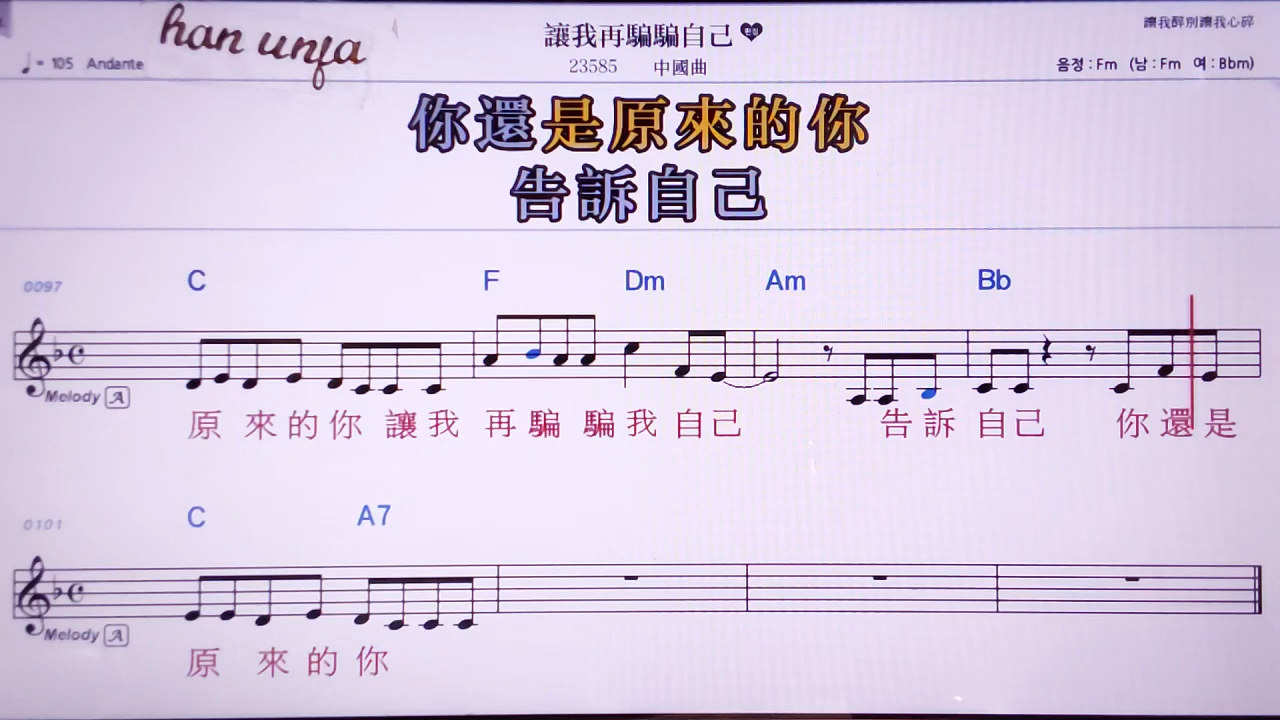 han unfa
讓我再騙騙自己
讓我醉別讓我心碎
♩= 105 Andante
23585 中國曲
음정 : Fm (남 : Fm 여 : Bbm)
你還是原來的你
告訴自己
0097 C F Dm Am Bb
Melody A
原來的你 讓我 再騙 騙我 自己 告訴 自己 你還是
0101 C A7
Melody A
原 來的你